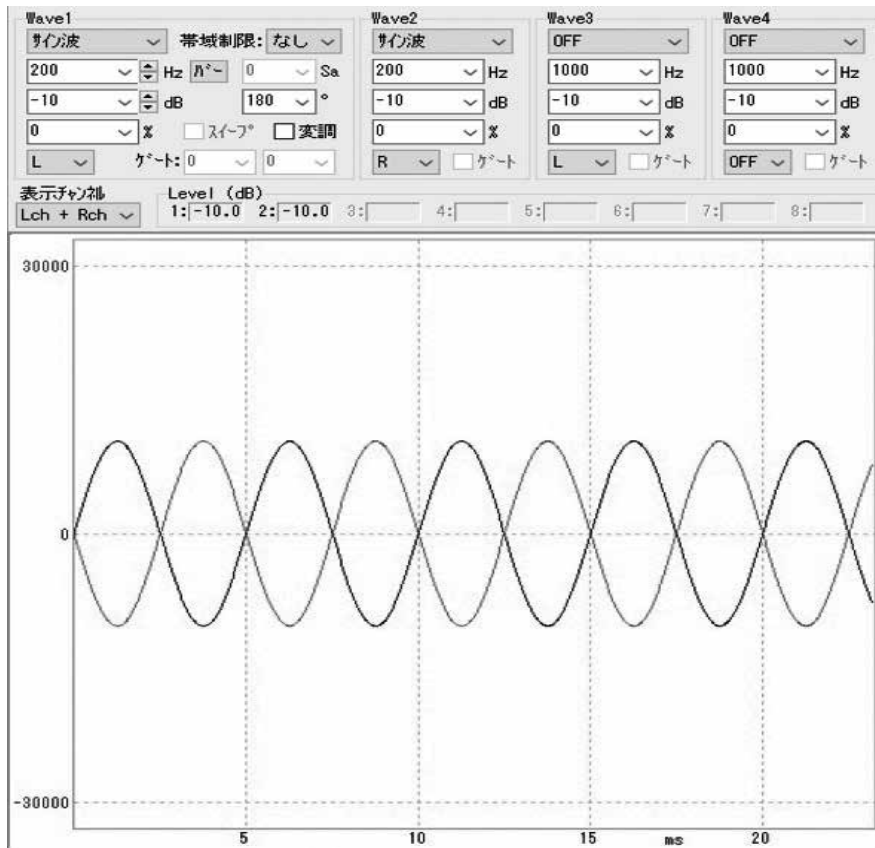 Wave1 Wave2 Wave3 Wave4
サイン波 帯域制限: なし サイン波 OFF OFF
200 Hz ﾊﾞｰ 0 Sa 200 Hz 1000 Hz 1000 Hz
-10 dB 180 ° -10 dB -10 dB -10 dB
0 % ｽｲｰﾌﾟ 変調 0 % 0 % 0 %
L ｹﾞｰﾄ: 0 0 R ｹﾞｰﾄ L ｹﾞｰﾄ OFF ｹﾞｰﾄ
表示ﾁｬﾝﾈﾙ Level (dB)
Lch + Rch 1: -10.0 2: -10.0 3: 4: 5: 6: 7: 8:
30000
0
-30000
5 10 15 ms 20